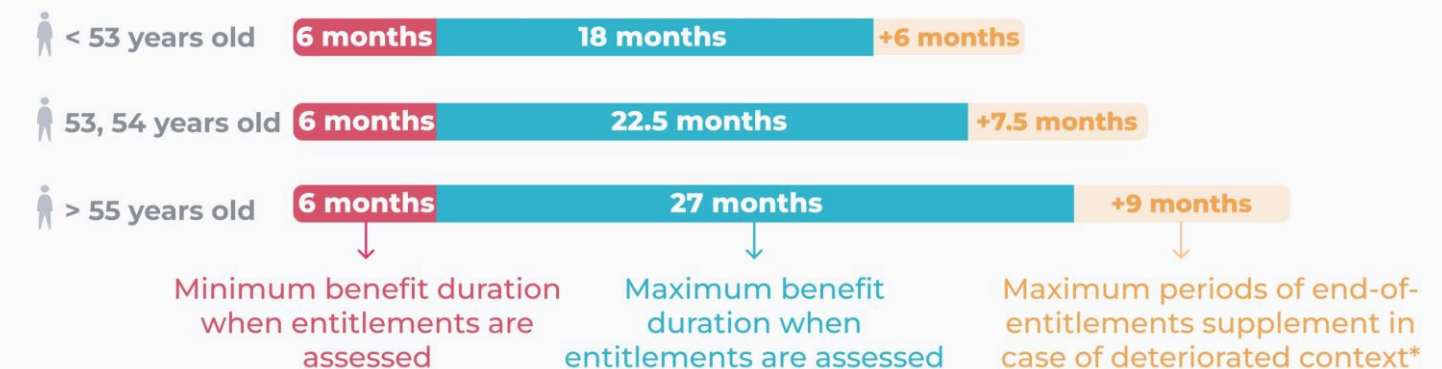 < 53 years old 6 months 18 months +6 months
53, 54 years old 6 months 22.5 months +7.5 months
> 55 years old 6 months 27 months +9 months
Minimum benefit duration
when entitlements are
assessed
Maximum benefit
duration when
entitlements are assessed
Maximum periods of end-of-
entitlements supplement in
case of deteriorated context*